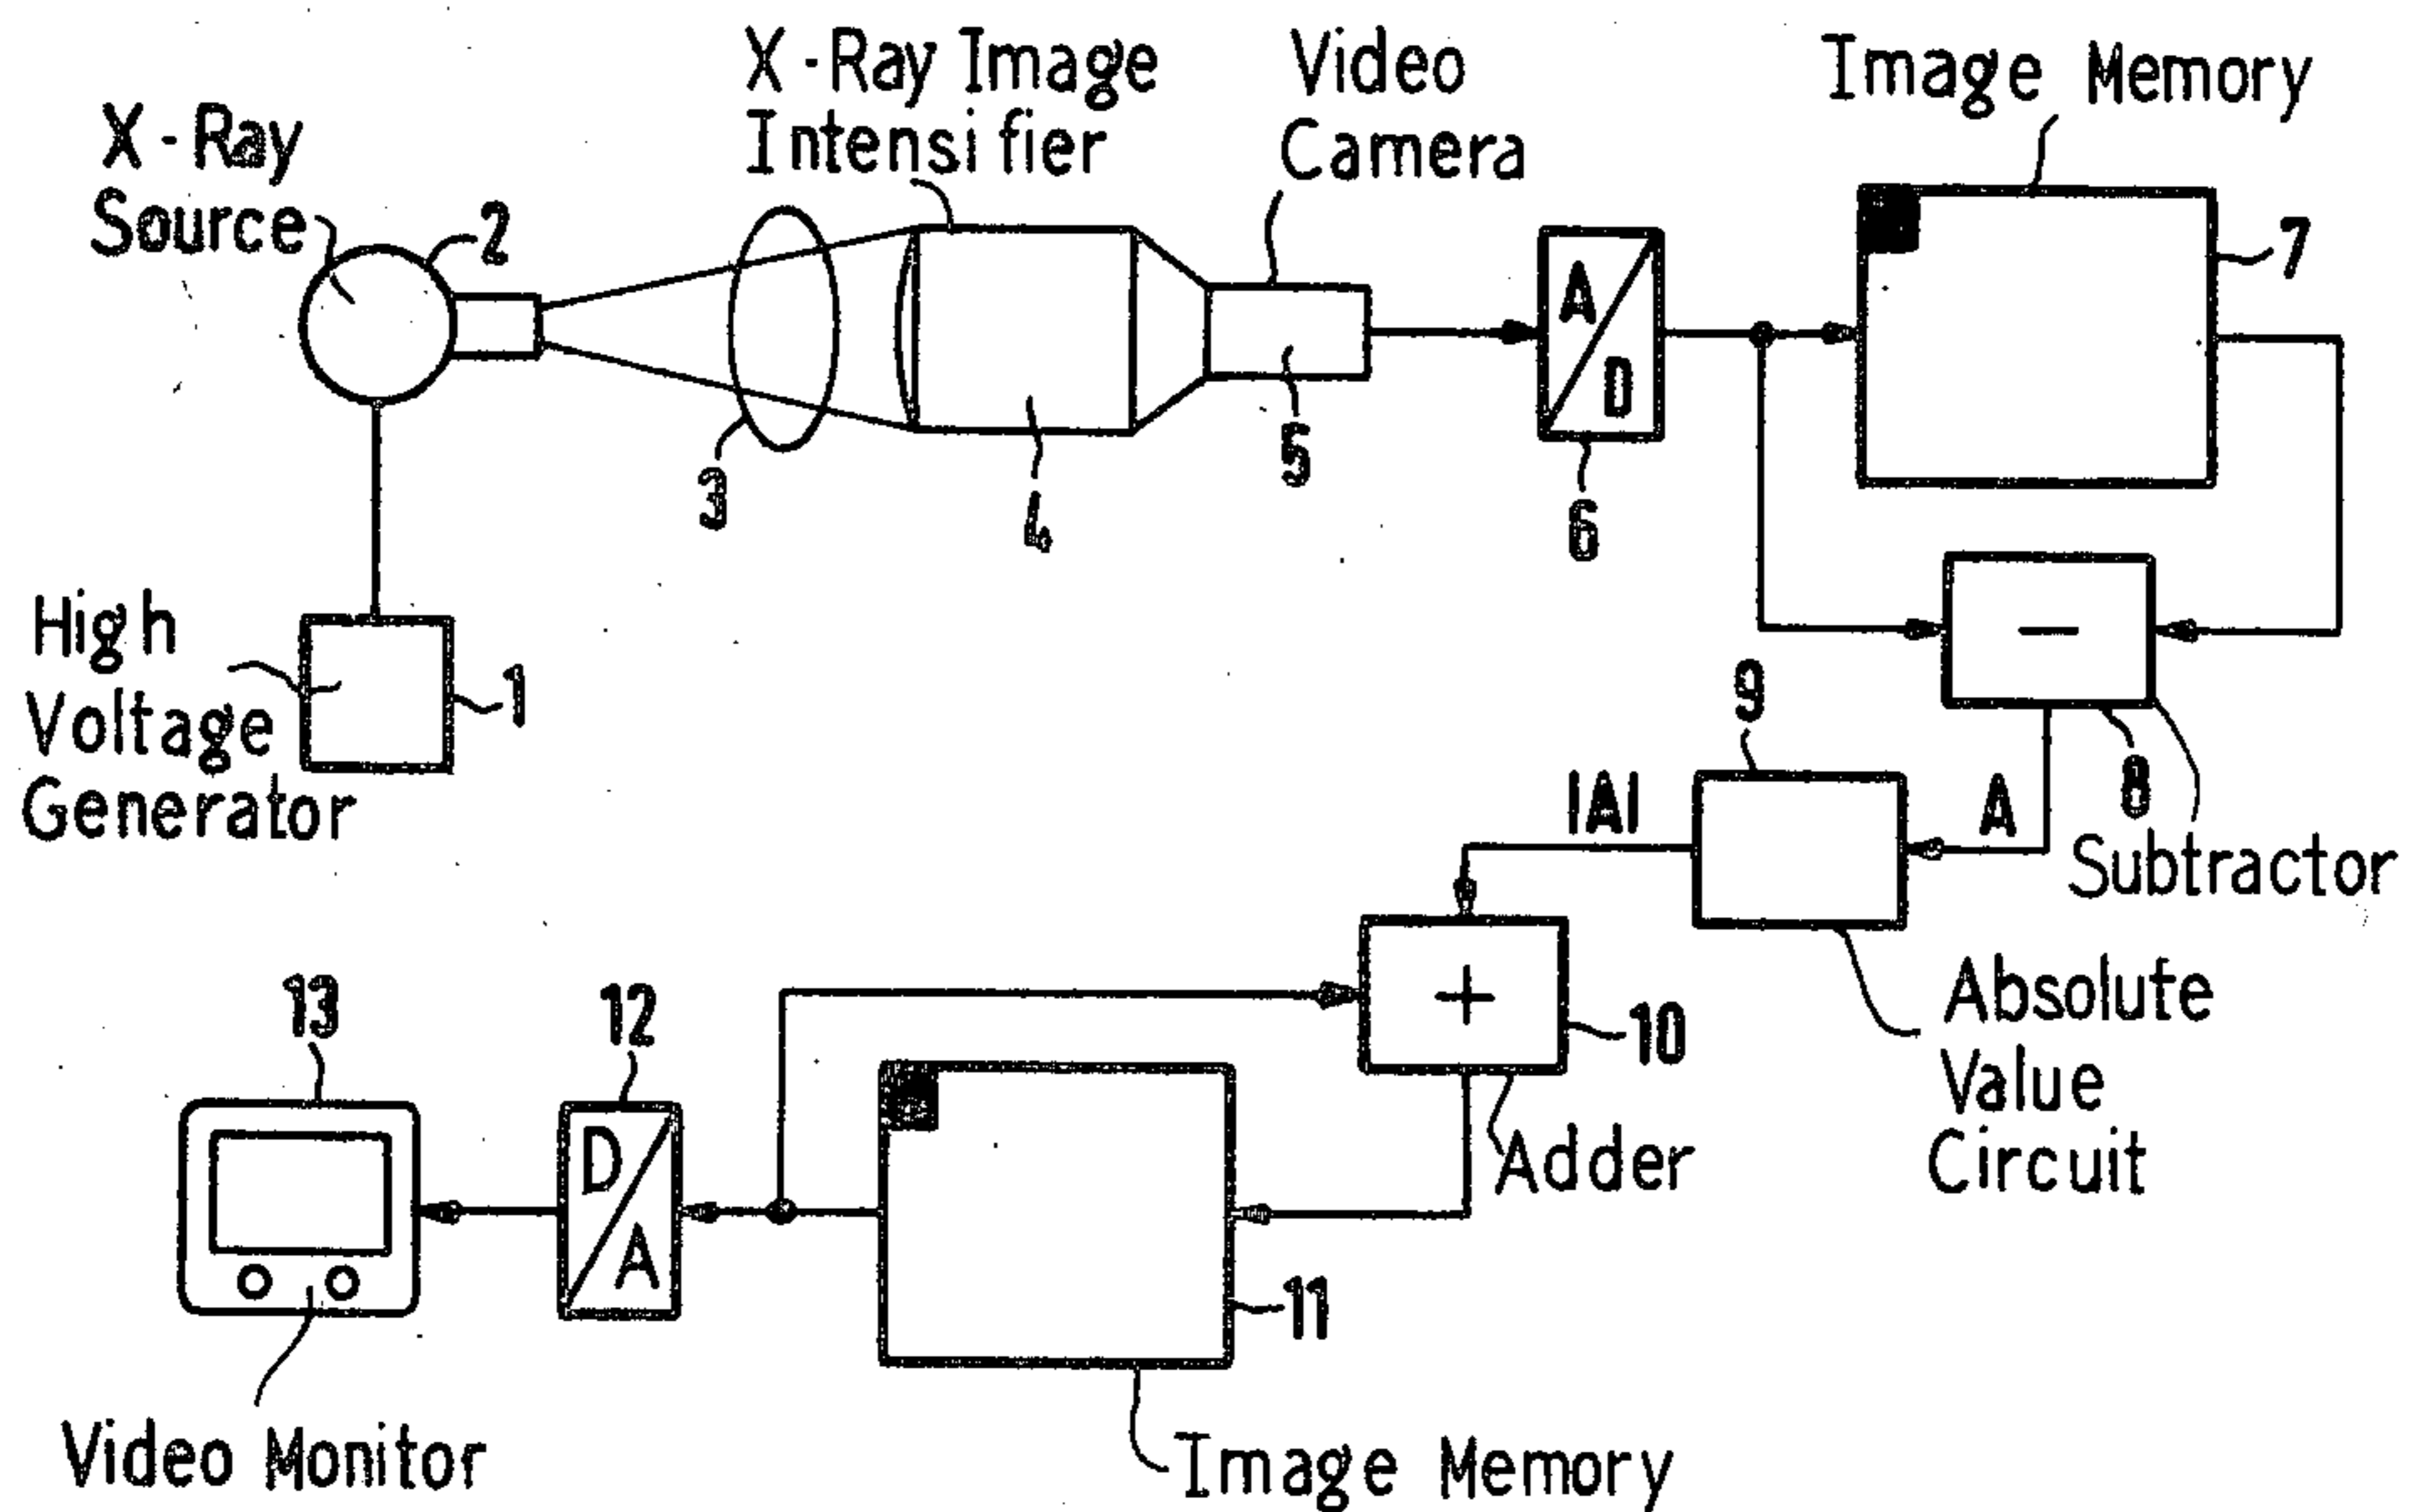 X-Ray
Source
2
X-Ray Image
Intensifier
Video
Camera
Image Memory
7
3
4
5
A
D
6
High
Voltage
Generator
1
−
8
Subtractor
A
9
|A|
Absolute
Value
Circuit
+
10
Adder
13
12
D
A
11
Video Monitor
Image Memory